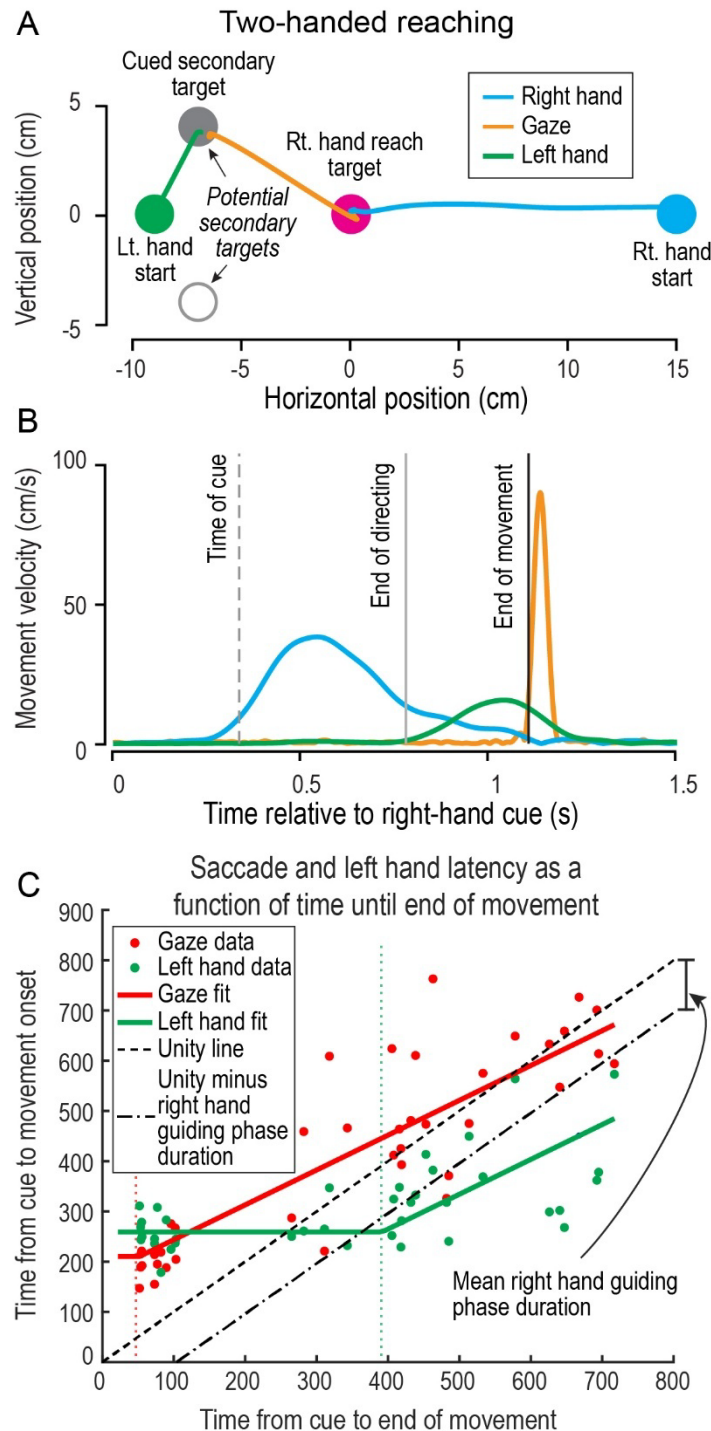 A
Two-handed reaching
Cued secondary
target
Right hand
Gaze
Left hand
Rt. hand reach
target
Potential
secondary
targets
Lt. hand
start
Rt. hand
start
Vertical position (cm)
5
0
-5
-10
-5
0
5
10
15
Horizontal position (cm)
B
Movement velocity (cm/s)
100
50
0
Time of cue
End of directing
End of movement
0
0.5
1
1.5
Time relative to right-hand cue (s)
C
Saccade and left hand latency as a
function of time until end of movement
Time from cue to movement onset
900
800
700
600
500
400
300
200
100
0
Gaze data
Left hand data
Gaze fit
Left hand fit
Unity line
Unity minus
right hand
guiding phase
duration
Mean right hand guiding
phase duration
0
100
200
300
400
500
600
700
800
Time from cue to end of movement